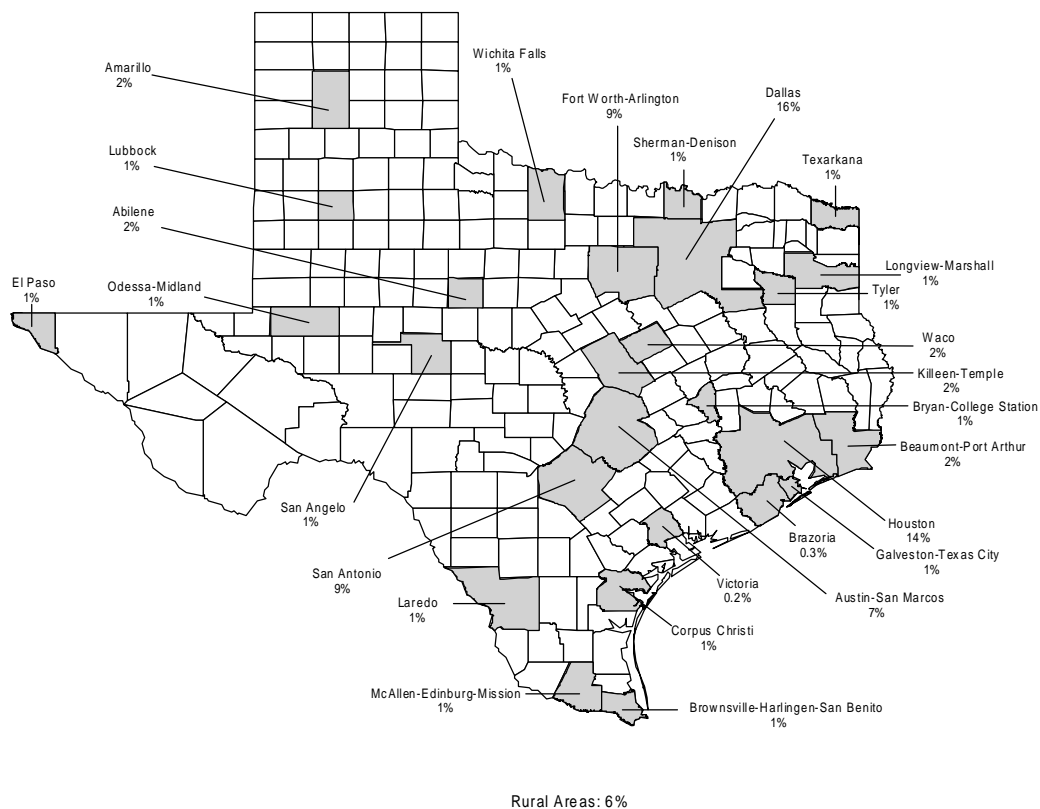 Wichita Falls
1%
Amarillo
2%
Dallas
16%
Fort Worth-Arlington
9%
Sherman-Denison
1%
Lubbock
1%
Texarkana
1%
Abilene
2%
Longview-Marshall
1%
El Paso
1%
Odessa-Midland
1%
Tyler
1%
Waco
2%
Killeen-Temple
2%
Bryan-College Station
1%
Beaumont-Port Arthur
2%
San Angelo
1%
Houston
14%
Brazoria
0.3%
Galveston-Texas City
1%
San Antonio
9%
Victoria
0.2%
Austin-San Marcos
7%
Laredo
1%
Corpus Christi
1%
McAllen-Edinburg-Mission
1%
Brownsville-Harlingen-San Benito
1%
Rural Areas: 6%